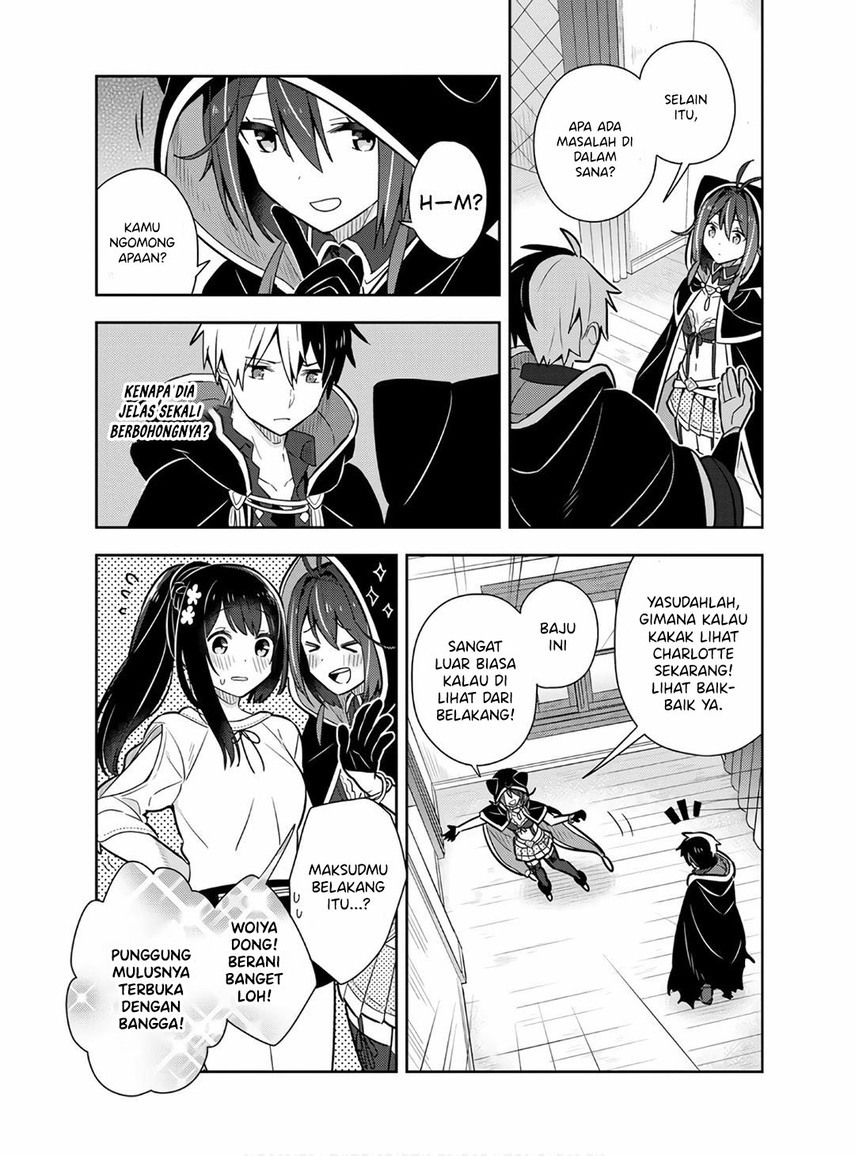 SELAIN
ITU,
APA ADA
MASALAH DI
DALAM
SANA?
H—M?
KAMU
NGOMONG
APAAN?
KENAPA DIA
JELAS SEKALI
BERBOHONGNYA?
YASUDAHLAH,
GIMANA KALAU
KAKAK LIHAT
CHARLOTTE
SEKARANG!
LIHAT BAIK-
BAIK YA.
BAJU
INI
SANGAT
LUAR BIASA
KALAU DI
LIHAT DARI
BELAKANG!
MAKSUDMU
BELAKANG
ITU...?
WOIYA
DONG!
BERANI
BANGET
LOH!
PUNGGUNG
MULUSNYA
TERBUKA
DENGAN
BANGGA!